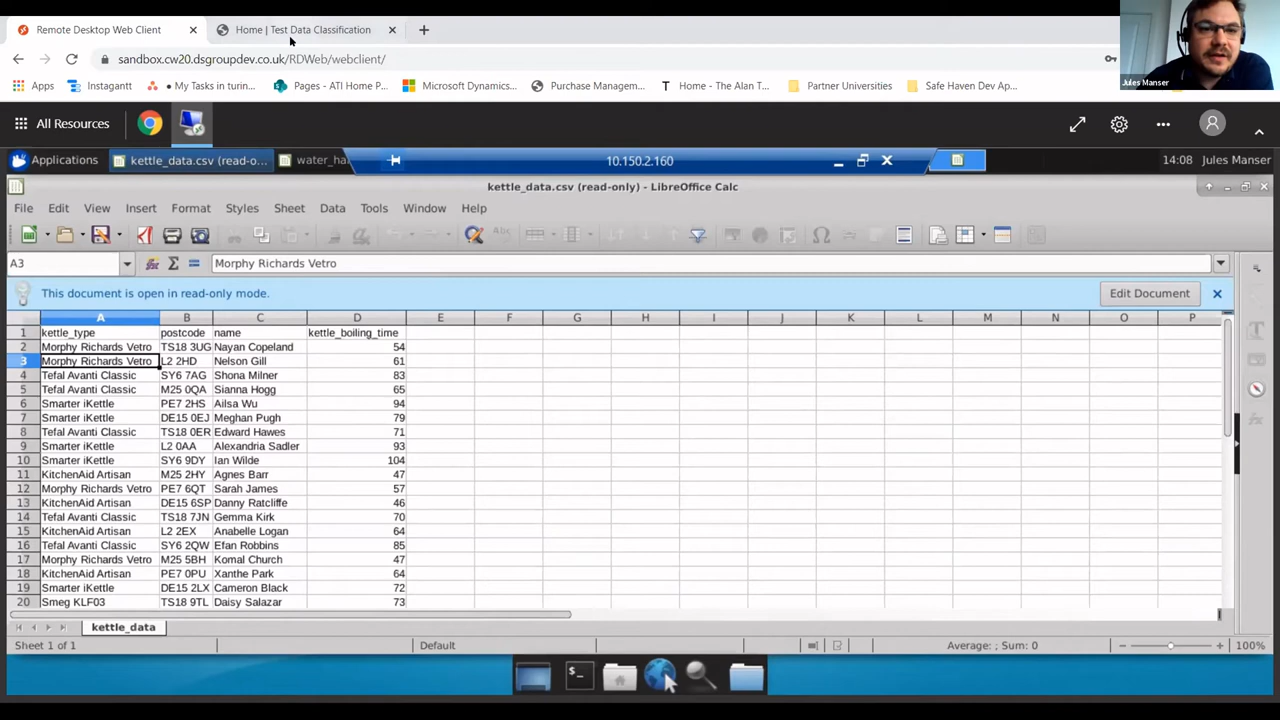 Remote Desktop Web Client
Home | Test Data Classification
sandbox.cw20.dsgroupdev.co.uk/RDWeb/webclient/
Apps Instagantt My Tasks in turin... Pages - ATI Home P... Microsoft Dynamics... Purchase Managem... T Home - The Alan T... Partner Universities Safe Haven Dev Ap...
Jules Manser
All Resources
Applications kettle_data.csv (read-o... water_ha 10.150.2.160 14:08 Jules Manser
kettle_data.csv (read-only) - LibreOffice Calc
File Edit View Insert Format Styles Sheet Data Tools Window Help
A3 Morphy Richards Vetro
This document is open in read-only mode. Edit Document
A B C D E F G H I J K L M N O P
1 kettle_type postcode name kettle_boiling_time
2 Morphy Richards Vetro TS18 3UG Nayan Copeland 54
3 Morphy Richards Vetro L2 2HD Nelson Gill 61
4 Tefal Avanti Classic SY6 7AG Shona Milner 83
5 Tefal Avanti Classic M25 0QA Sianna Hogg 65
6 Smarter iKettle PE7 2HS Ailsa Wu 94
7 Smarter iKettle DE15 0EJ Meghan Pugh 79
8 Tefal Avanti Classic TS18 0ER Edward Hawes 71
9 Smarter iKettle L2 0AA Alexandria Sadler 93
10 Smarter iKettle SY6 9DY Ian Wilde 104
11 KitchenAid Artisan M25 2HY Agnes Barr 47
12 Morphy Richards Vetro PE7 6QT Sarah James 57
13 KitchenAid Artisan DE15 6SP Danny Ratcliffe 46
14 Tefal Avanti Classic TS18 7JN Gemma Kirk 70
15 KitchenAid Artisan L2 2EX Anabelle Logan 64
16 Tefal Avanti Classic SY6 2QW Efan Robbins 85
17 Morphy Richards Vetro M25 5BH Komal Church 47
18 KitchenAid Artisan PE7 0PU Xanthe Park 64
19 Smarter iKettle DE15 2LX Cameron Black 72
20 Smeg KLF03 TS18 9TL Daisy Salazar 73
kettle_data
Sheet 1 of 1 Default Average: ; Sum: 0 100%